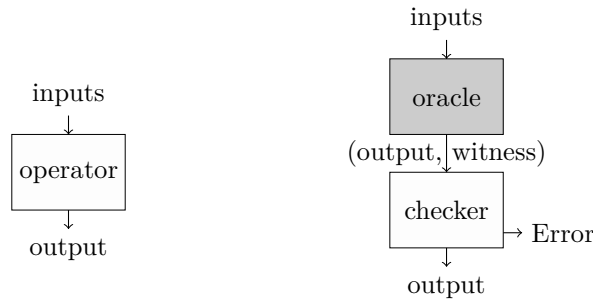 inputs
operator
output
inputs
oracle
(output, witness)
checker
Error
output